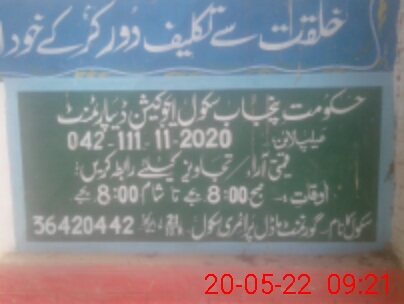 خلقت سے تکلیف دُور کر کے خود ا
حکومت پنجاب سکول ایجوکیشن ڈیپارٹمنٹ
ہیلپ لائن 042-111-11-2020
قیمتی آراء / تجاویز کیلئے رابطہ کریں؛
اوقات :- صبح 8:00 بجے تا شام 8:00 بجے
سکول کا نام - گورنمنٹ ماڈل پرائمری سکول 36420442
20-05-22 09:21